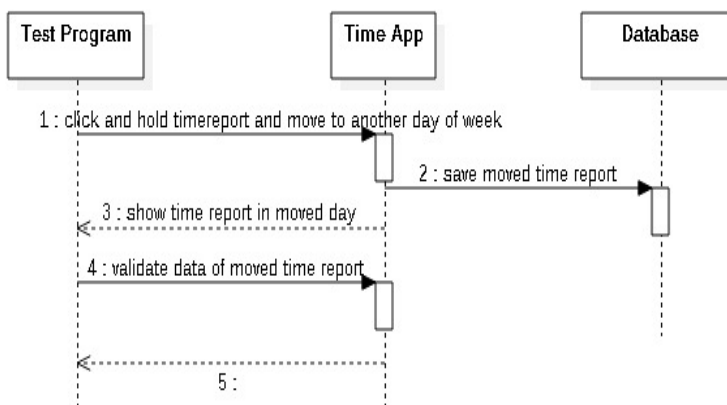 Test Program
Time App
Database
1 : click and hold timereport and move to another day of week
2 : save moved time report
3 : show time report in moved day
4 : validate data of moved time report
5 :